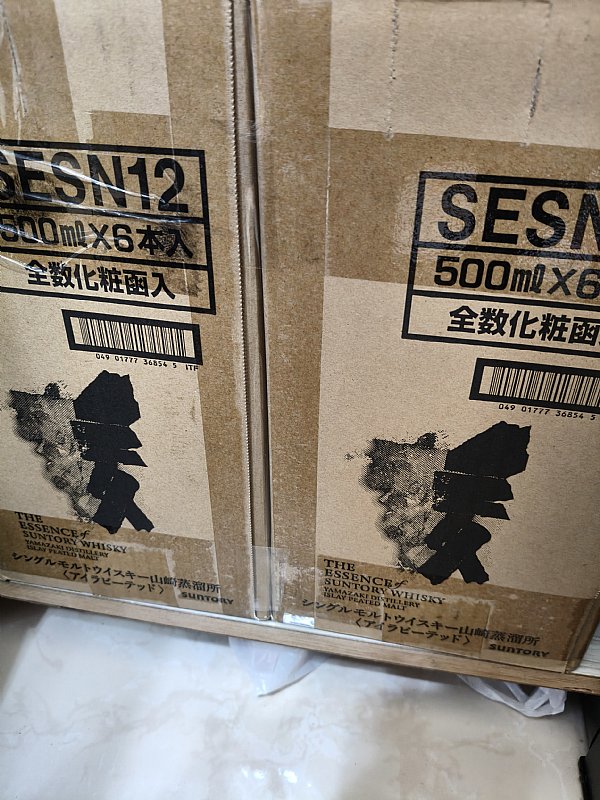 SESN12
500ml×6本入
全数化粧函入
049 01777 36854 5 ITF
THE
ESSENCE of
SUNTORY WHISKY
YAMAZAKI DISTILLERY
ISLAY PEATED MALT
シングルモルトウイスキー山崎蒸溜所
〈アイラピーテッド〉
SUNTORY
SESN
500ml×6
全数化粧函
049 01777 36854 5
THE
ESSENCE of
SUNTORY WHISKY
YAMAZAKI DISTILLERY
ISLAY PEATED MALT
シングルモルトウイスキー山崎蒸溜所
〈アイラピーテッド〉
SUNTORY